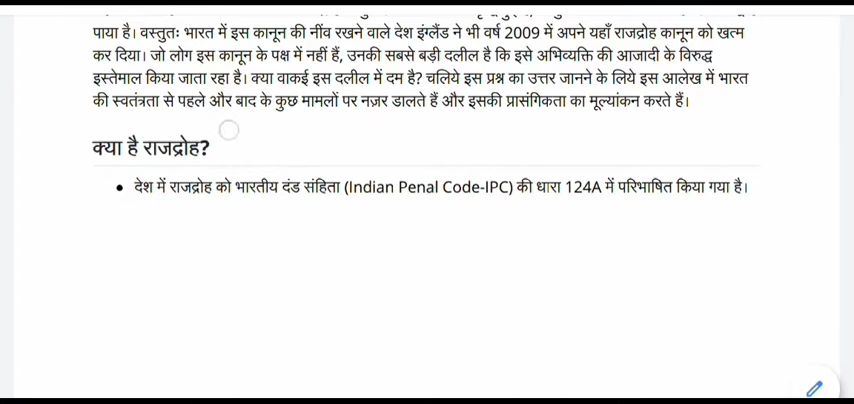 पाया है। वस्तुतः भारत में इस कानून की नींव रखने वाले देश इंग्लैंड ने भी वर्ष 2009 में अपने यहाँ राजद्रोह कानून को खत्म
कर दिया। जो लोग इस कानून के पक्ष में नहीं हैं, उनकी सबसे बड़ी दलील है कि इसे अभिव्यक्ति की आजादी के विरुद्ध
इस्तेमाल किया जाता रहा है। क्या वाकई इस दलील में दम है? चलिये इस प्रश्न का उत्तर जानने के लिये इस आलेख में भारत
की स्वतंत्रता से पहले और बाद के कुछ मामलों पर नज़र डालते हैं और इसकी प्रासंगिकता का मूल्यांकन करते हैं।
क्या है राजद्रोह?
• देश में राजद्रोह को भारतीय दंड संहिता (Indian Penal Code-IPC) की धारा 124A में परिभाषित किया गया है।